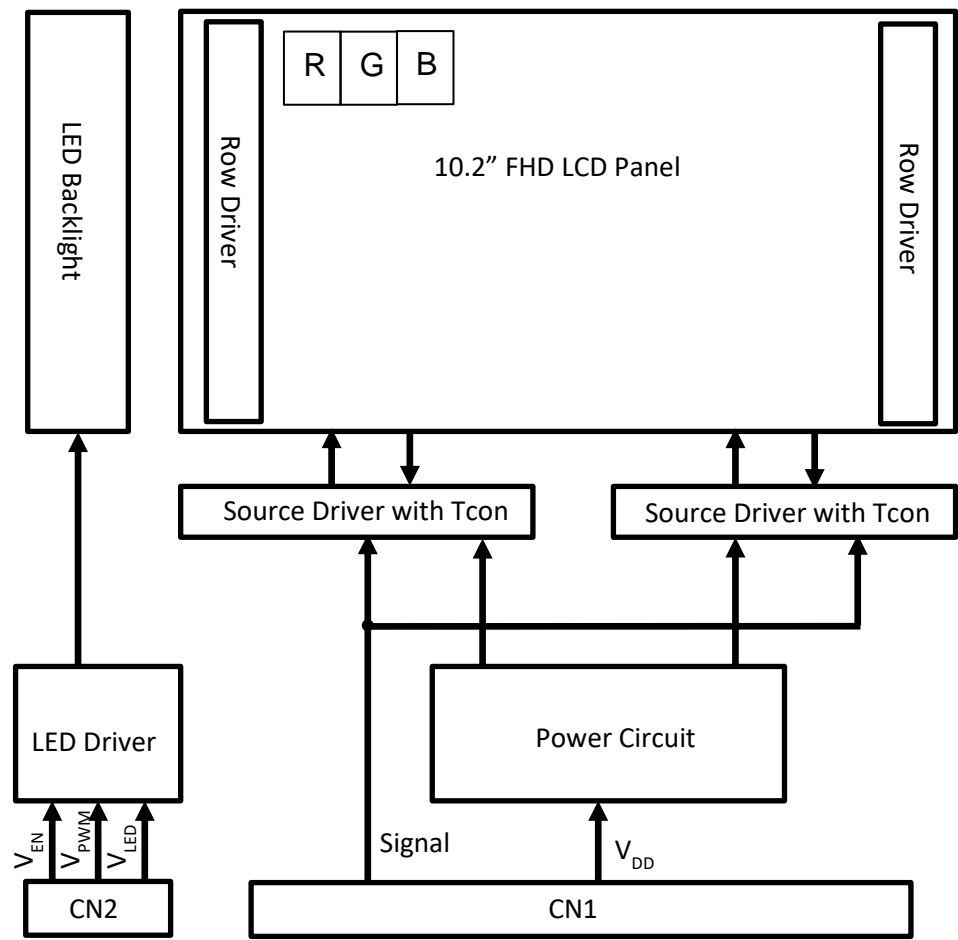 LED Backlight
Row Driver
R G B
10.2” FHD LCD Panel
Row Driver
Source Driver with Tcon
Source Driver with Tcon
LED Driver
Power Circuit
VEN
VPWM
VLED
Signal
VDD
CN2
CN1